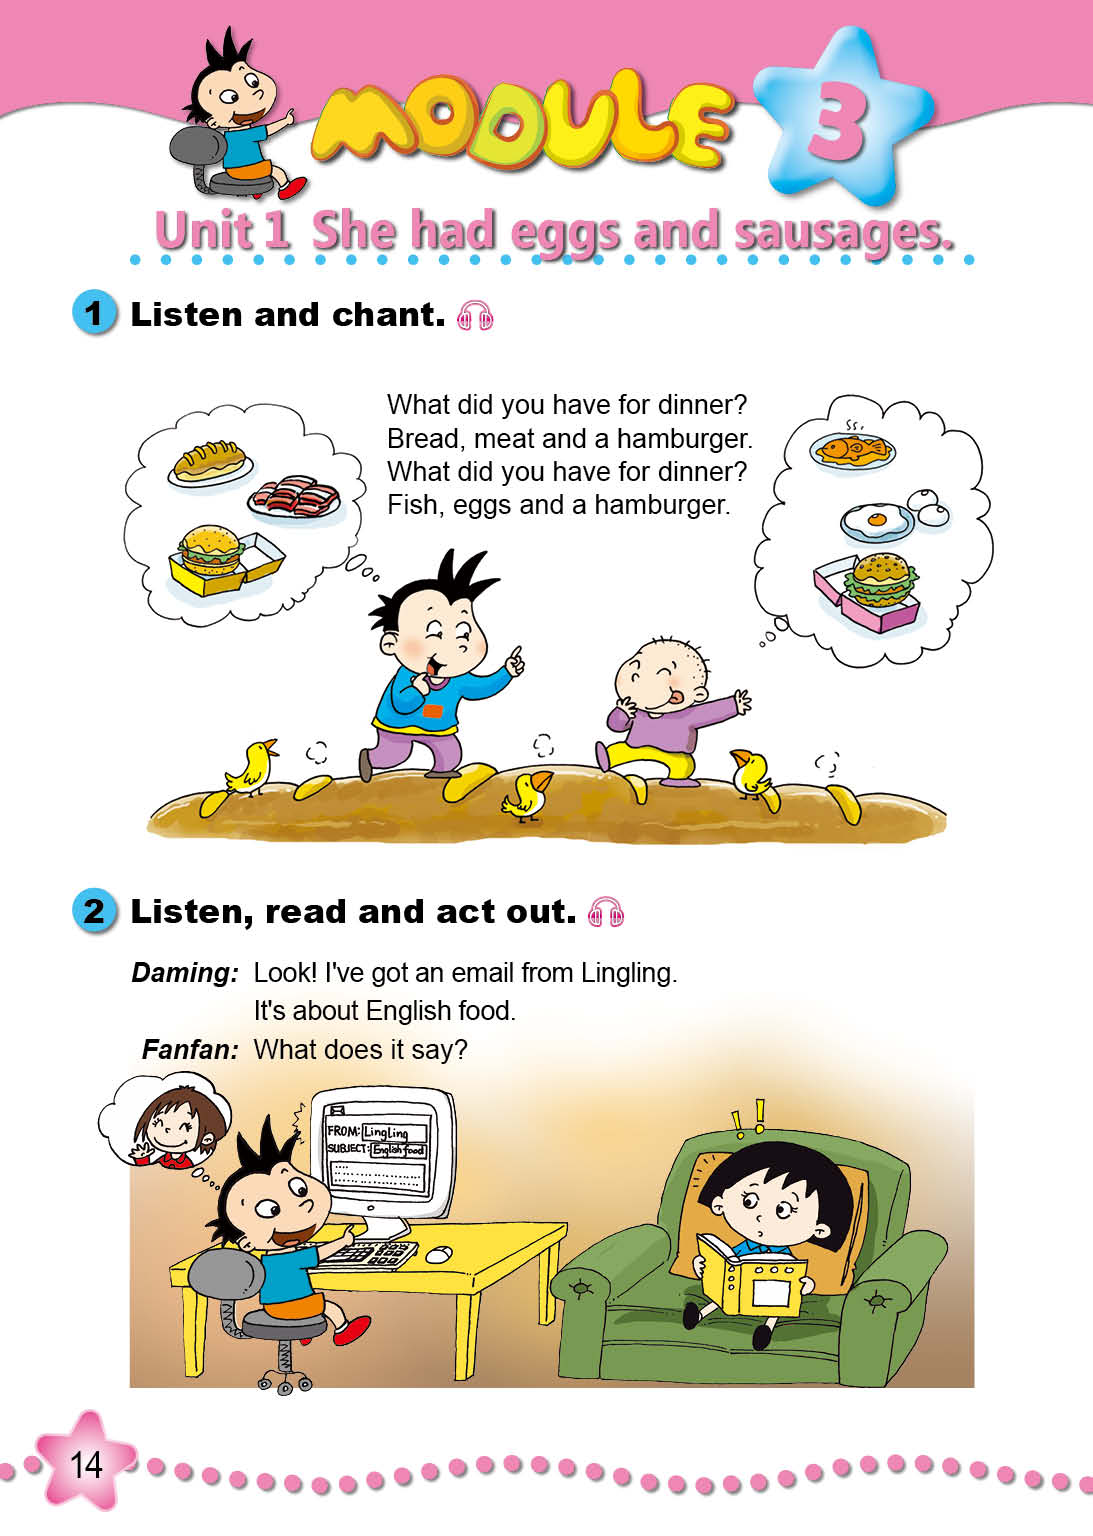 MODULE 3
Unit 1 She had eggs and sausages.
1 Listen and chant.
What did you have for dinner?
Bread, meat and a hamburger.
What did you have for dinner?
Fish, eggs and a hamburger.
2 Listen, read and act out.
Daming: Look! I've got an email from Lingling.
It's about English food.
Fanfan: What does it say?
FROM: LingLing
SUBJECT: English food
14